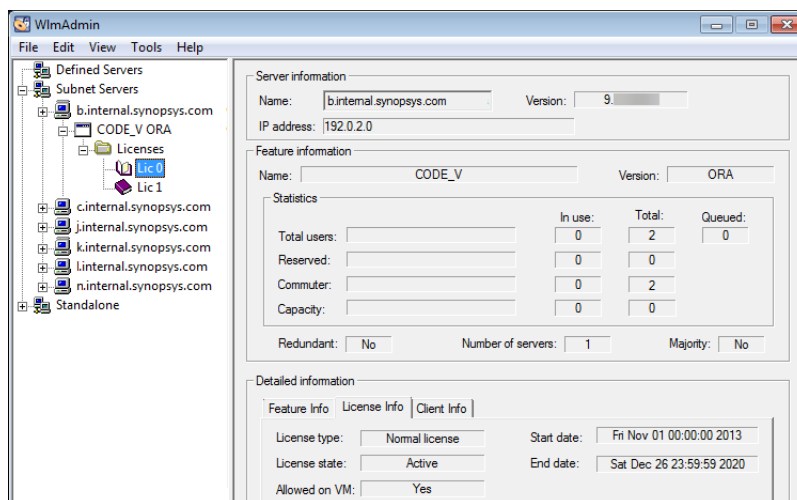 WlmAdmin
File Edit View Tools Help
Defined Servers
Subnet Servers
b.internal.synopsys.com
CODE_V ORA
Licenses
Lic 0
Lic 1
c.internal.synopsys.com
j.internal.synopsys.com
k.internal.synopsys.com
l.internal.synopsys.com
n.internal.synopsys.com
Standalone
Server information
Name: b.internal.synopsys.com Version: 9.
IP address: 192.0.2.0
Feature information
Name: CODE_V Version: ORA
Statistics
In use: Total: Queued:
Total users: 0 2 0
Reserved: 0 0
Commuter: 0 2
Capacity: 0 0
Redundant: No Number of servers: 1 Majority: No
Detailed information
Feature Info License Info Client Info
License type: Normal license Start date: Fri Nov 01 00:00:00 2013
License state: Active End date: Sat Dec 26 23:59:59 2020
Allowed on VM: Yes